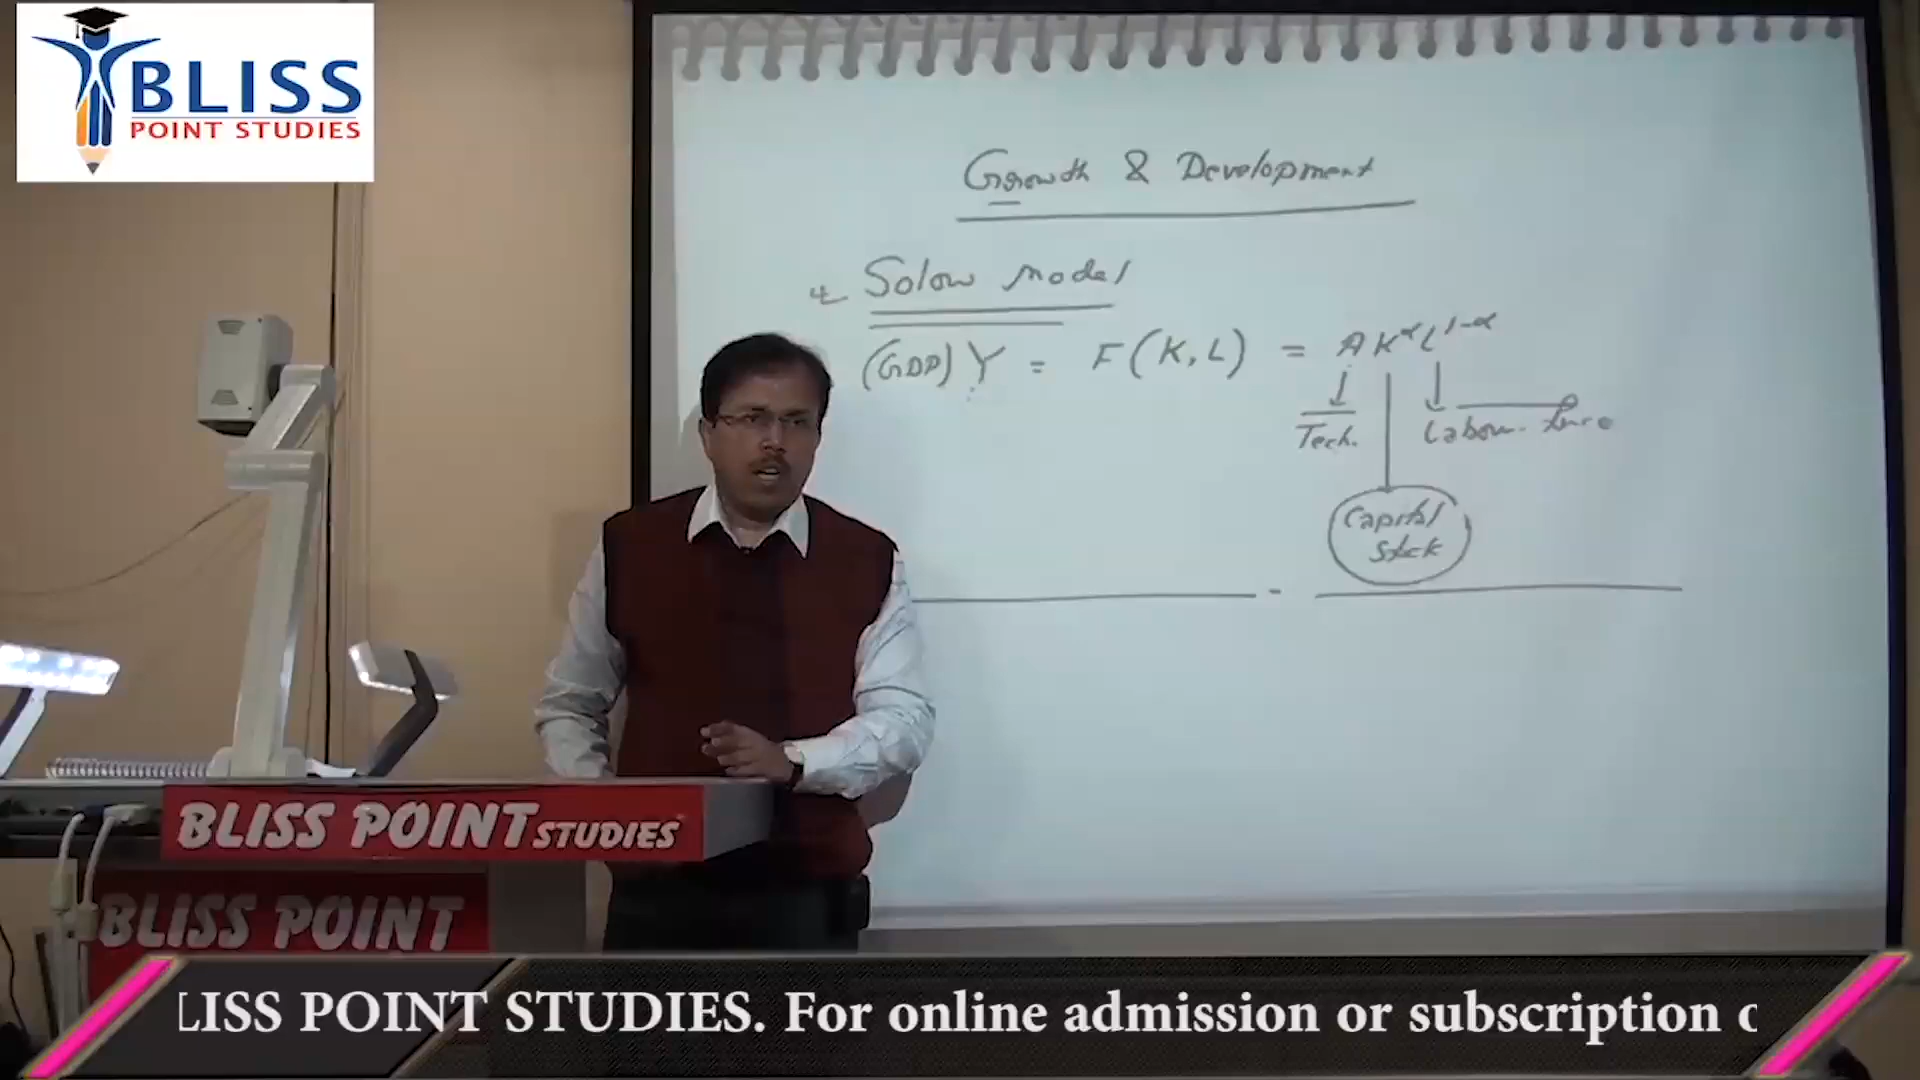 BLISS
POINT STUDIES
Growth & Development
Solow Model
(GDP) Y = F(K, L) = A K^α L^1-α
Tech.
Labour force
Capital
Stock
BLISS POINT STUDIES
BLISS POINT
LISS POINT STUDIES. For online admission or subscription